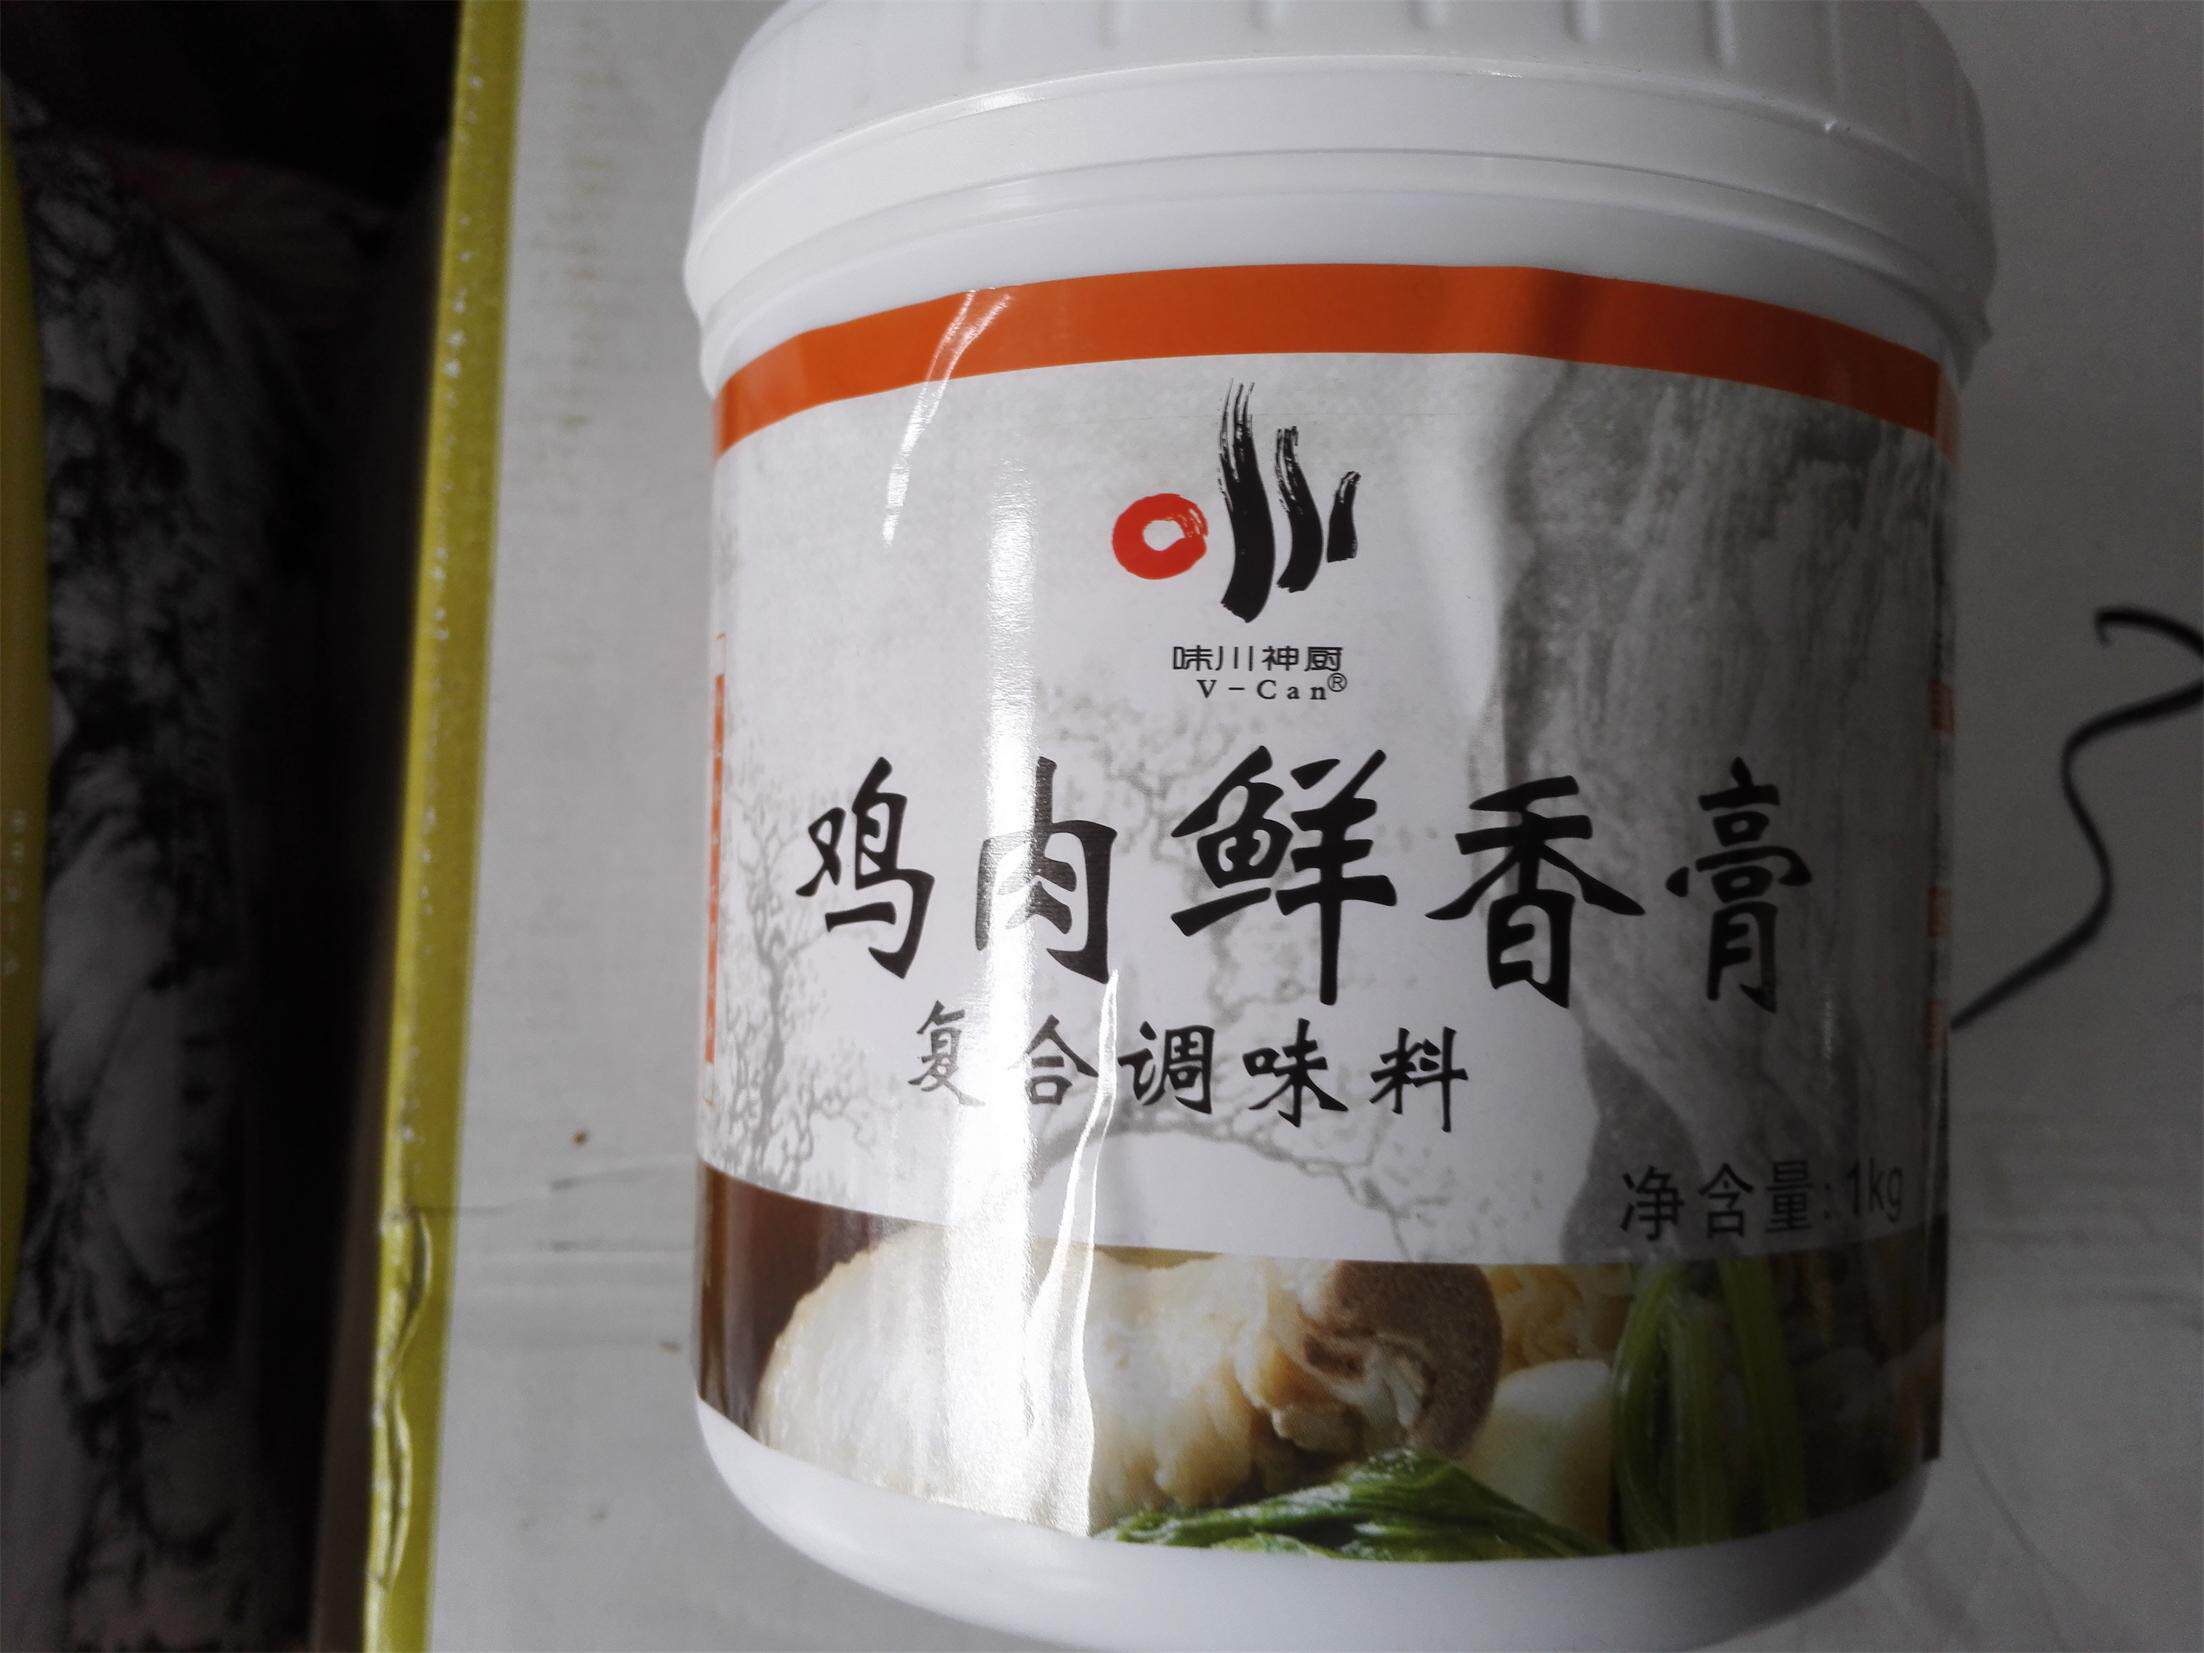 味川神厨
V-Can®
鸡肉鲜香膏
复合调味料
净含量:1kg